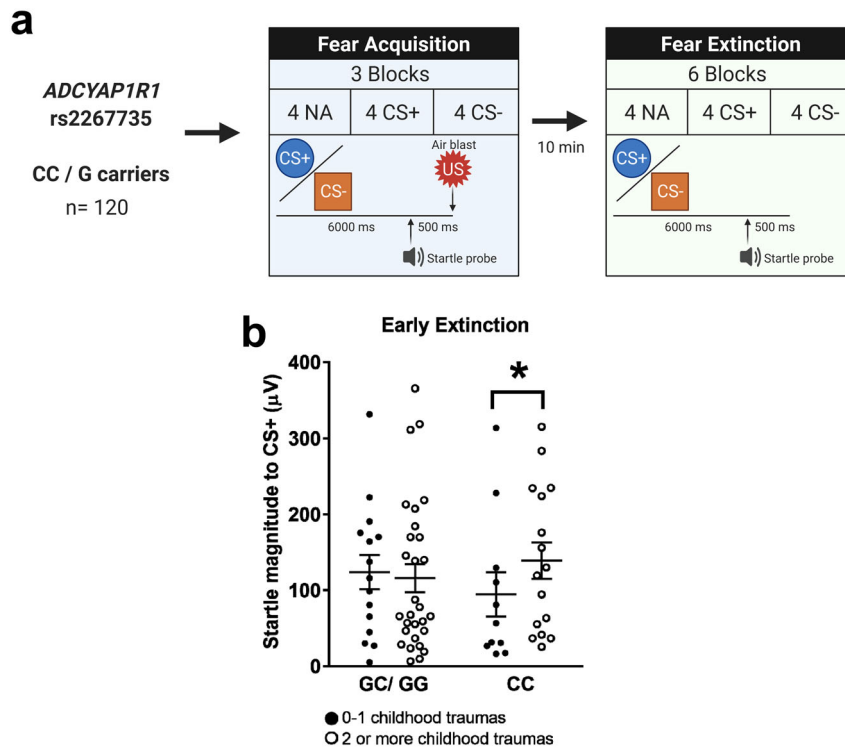 a
ADCYAP1R1
rs2267735
CC / G carriers
n= 120
Fear Acquisition
3 Blocks
4 NA 4 CS+ 4 CS-
CS+
CS-
Air blast
US
6000 ms 500 ms
Startle probe
10 min
Fear Extinction
6 Blocks
4 NA 4 CS+ 4 CS-
CS+
CS-
6000 ms 500 ms
Startle probe
b
Early Extinction
Startle magnitude to CS+ (μV)
400
300
200
100
0
*
GC/ GG CC
0-1 childhood traumas
2 or more childhood traumas